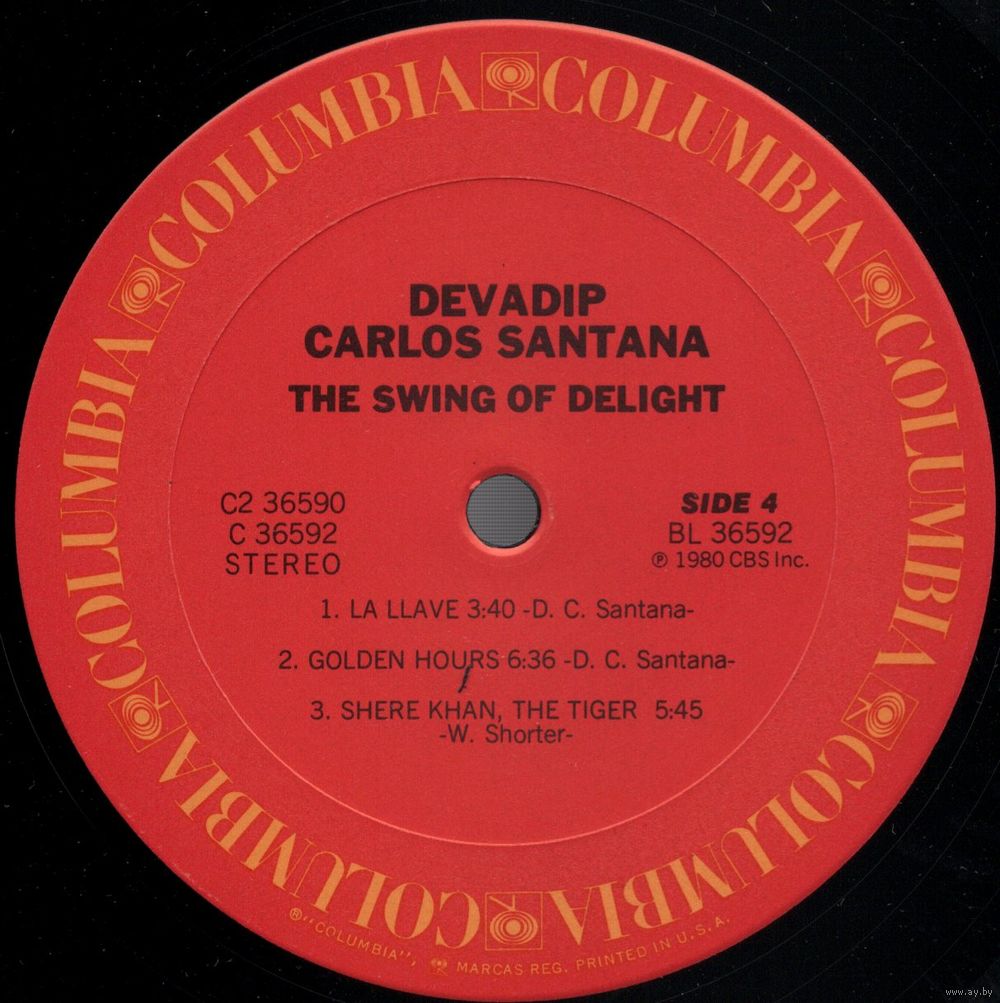 COLUMBIA COLUMBIA COLUMBIA COLUMBIA COLUMBIA COLUMBIA COLUMBIA COLUMBIA
DEVADIP
CARLOS SANTANA
THE SWING OF DELIGHT
C2 36590
C 36592
STEREO
SIDE 4
BL 36592
℗ 1980 CBS Inc.
1. LA LLAVE 3:40 -D. C. Santana-
2. GOLDEN HOURS 6:36 -D. C. Santana-
3. SHERE KHAN, THE TIGER 5:45
-W. Shorter-
®"COLUMBIA", MARCAS REG. PRINTED IN U.S.A.
www.ay.by